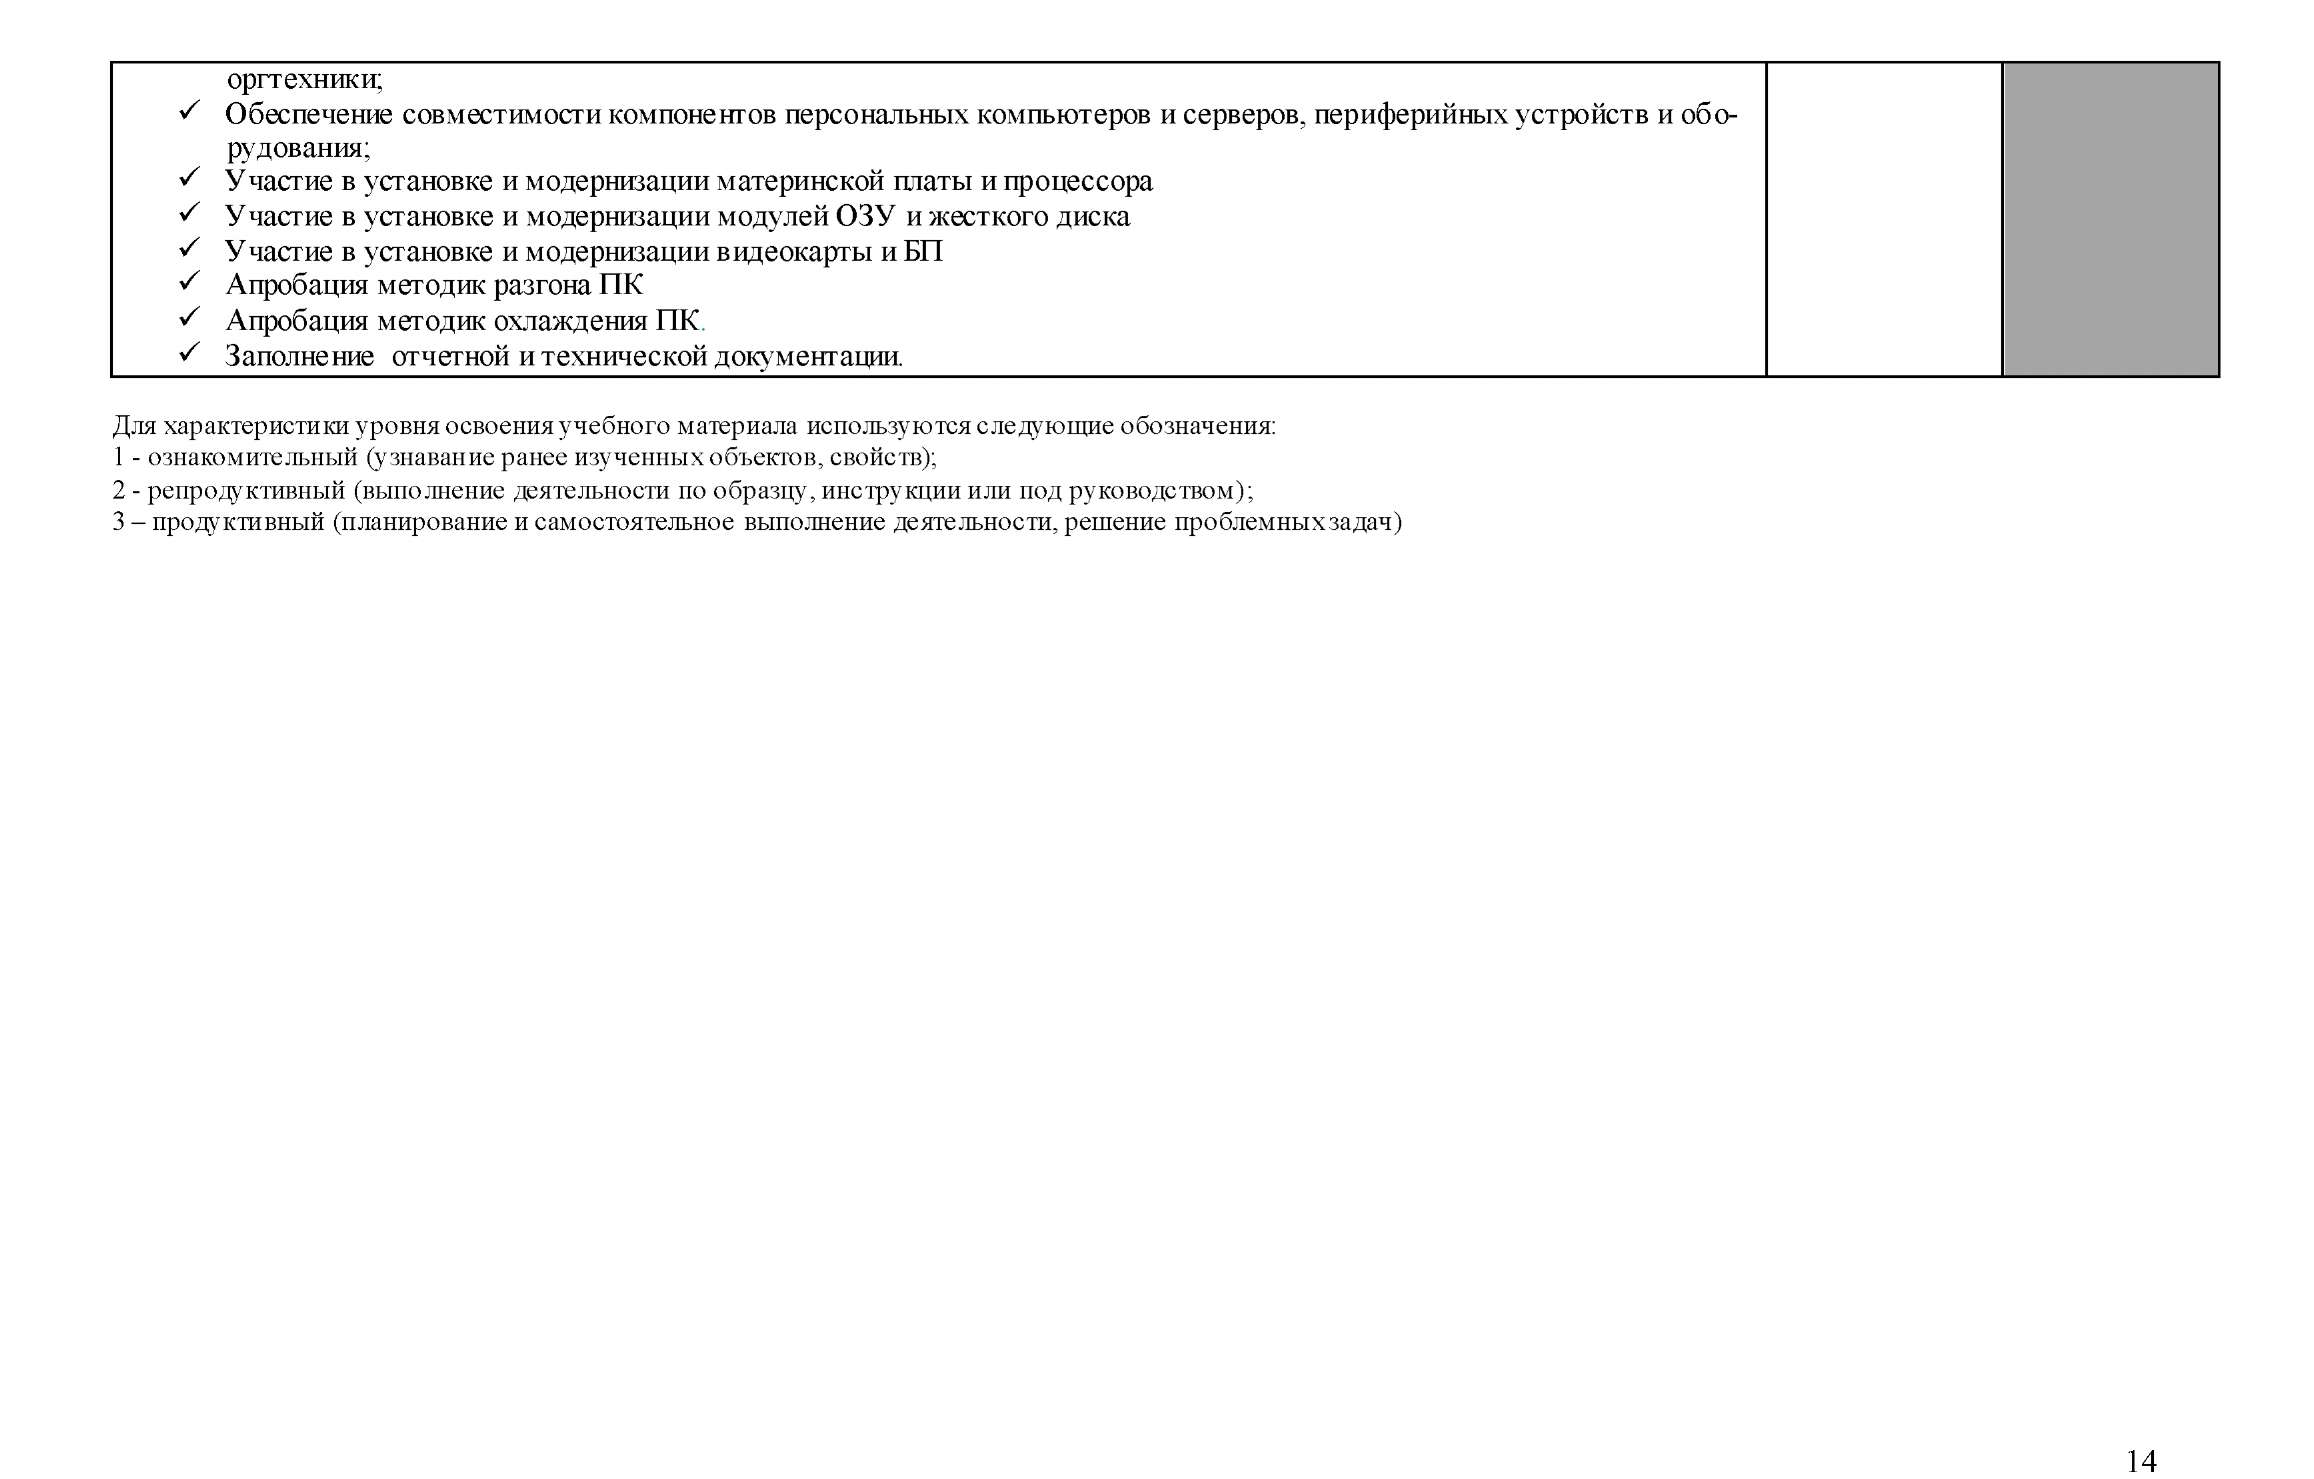 оргтехники;
✓ Обеспечение совместимости компонентов персональных компьютеров и серверов, периферийных устройств и обо-
рудования;
✓ Участие в установке и модернизации материнской платы и процессора
✓ Участие в установке и модернизации модулей ОЗУ и жесткого диска
✓ Участие в установке и модернизации видеокарты и БП
✓ Апробация методик разгона ПК
✓ Апробация методик охлаждения ПК.
✓ Заполнение отчетной и технической документации.
Для характеристики уровня освоения учебного материала используются следующие обозначения:
1 - ознакомительный (узнавание ранее изученных объектов, свойств);
2 - репродуктивный (выполнение деятельности по образцу, инструкции или под руководством);
3 – продуктивный (планирование и самостоятельное выполнение деятельности, решение проблемных задач)
14